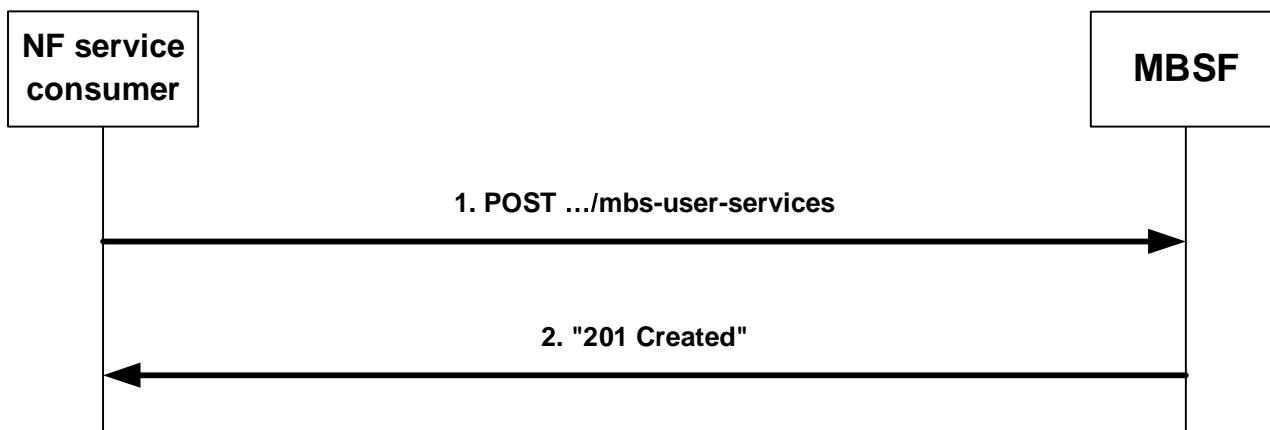 NF service
consumer
MBSF
1. POST …/mbs-user-services
2. "201 Created"